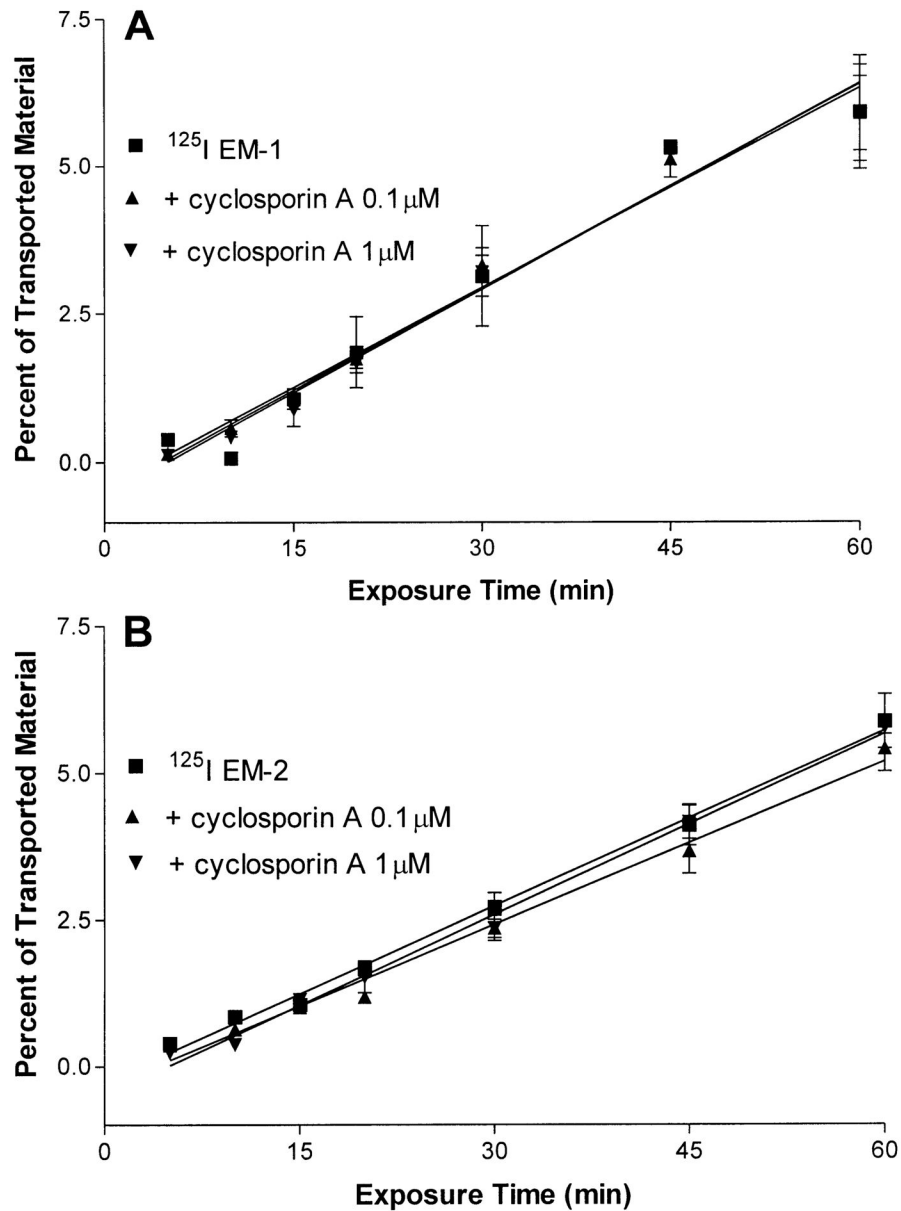 A
7.5
5.0
2.5
0.0
Percent of Transported Material
■ ¹²⁵I EM-1
▲ + cyclosporin A 0.1μM
▼ + cyclosporin A 1μM
0 15 30 45 60
Exposure Time (min)
B
7.5
5.0
2.5
0.0
Percent of Transported Material
■ ¹²⁵I EM-2
▲ + cyclosporin A 0.1μM
▼ + cyclosporin A 1μM
0 15 30 45 60
Exposure Time (min)